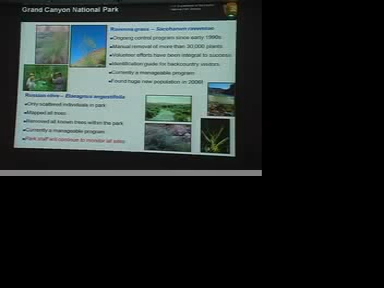 Grand Canyon National Park
Ravenna grass – Saccharum ravennae
•Ongoing control program since early 1990s
•Manual removal of more than 30,000 plants
•Volunteer efforts have been integral to success
•Identification guide for backcountry visitors
•Currently a manageable program
•Found huge new population in 2006!
Russian olive – Elaeagnus angustifolia
•Only scattered individuals in park
•Mapped all trees
•Removed all known trees within the park
•Currently a manageable program
•Park staff will continue to monitor all sites